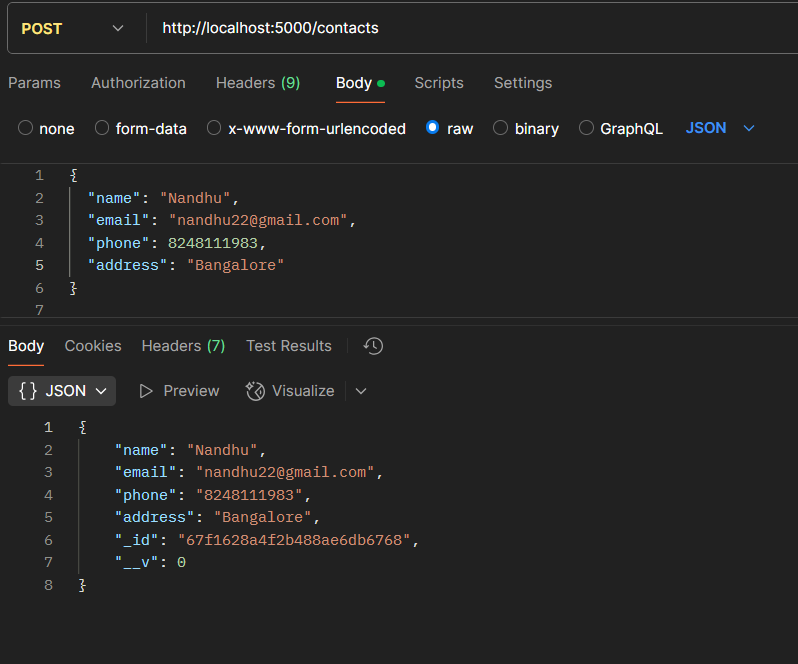 POST http://localhost:5000/contacts
Params Authorization Headers (9) Body Scripts Settings
none form-data x-www-form-urlencoded raw binary GraphQL JSON
1 {
2 "name": "Nandhu",
3 "email": "nandhu22@gmail.com",
4 "phone": 8248111983,
5 "address": "Bangalore"
6 }
7
Body Cookies Headers (7) Test Results
{} JSON Preview Visualize
1 {
2 "name": "Nandhu",
3 "email": "nandhu22@gmail.com",
4 "phone": "8248111983",
5 "address": "Bangalore",
6 "_id": "67f1628a4f2b488ae6db6768",
7 "__v": 0
8 }